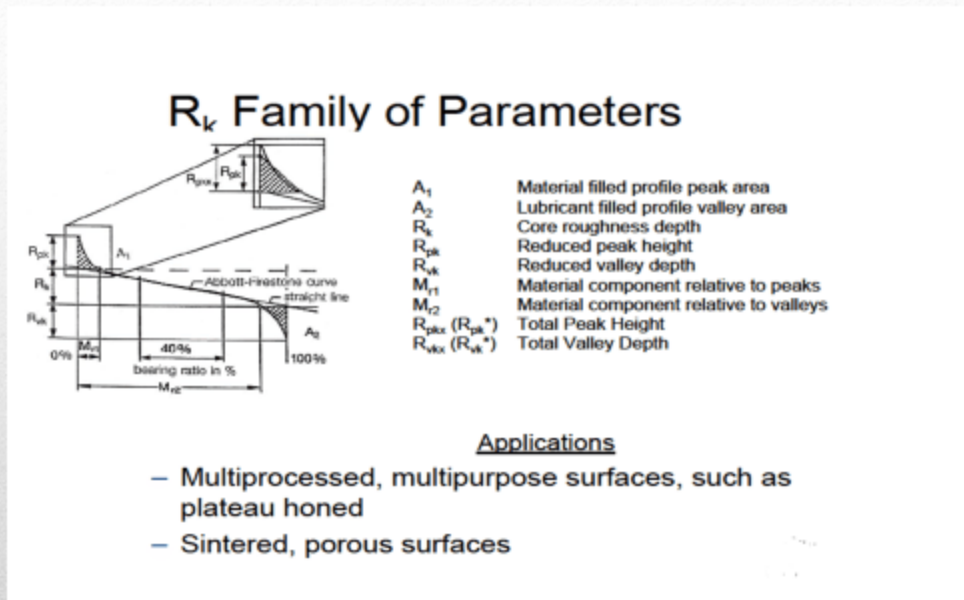 Rk Family of Parameters
Rpkx
Rpk
Rpk
A1
Rk
Abbott-Firestone curve
straight line
Rvk
A2
0%
Mr1
40%
100%
bearing ratio in %
Mr2
A1 Material filled profile peak area
A2 Lubricant filled profile valley area
Rk Core roughness depth
Rpk Reduced peak height
Rvk Reduced valley depth
Mr1 Material component relative to peaks
Mr2 Material component relative to valleys
Rpkx (Rpk*) Total Peak Height
Rvkx (Rvk*) Total Valley Depth
Applications
– Multiprocessed, multipurpose surfaces, such as
plateau honed
– Sintered, porous surfaces